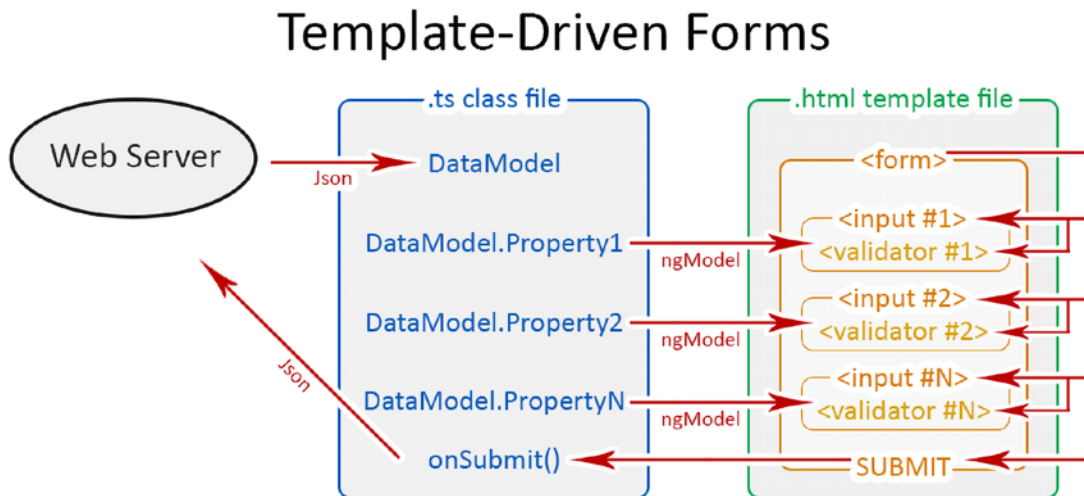 Template-Driven Forms
.ts class file
.html template file
Web Server
Json
DataModel
<form>
DataModel.Property1
ngModel
<input #1>
<validator #1>
DataModel.Property2
ngModel
<input #2>
<validator #2>
Json
DataModel.PropertyN
ngModel
<input #N>
<validator #N>
onSubmit()
SUBMIT